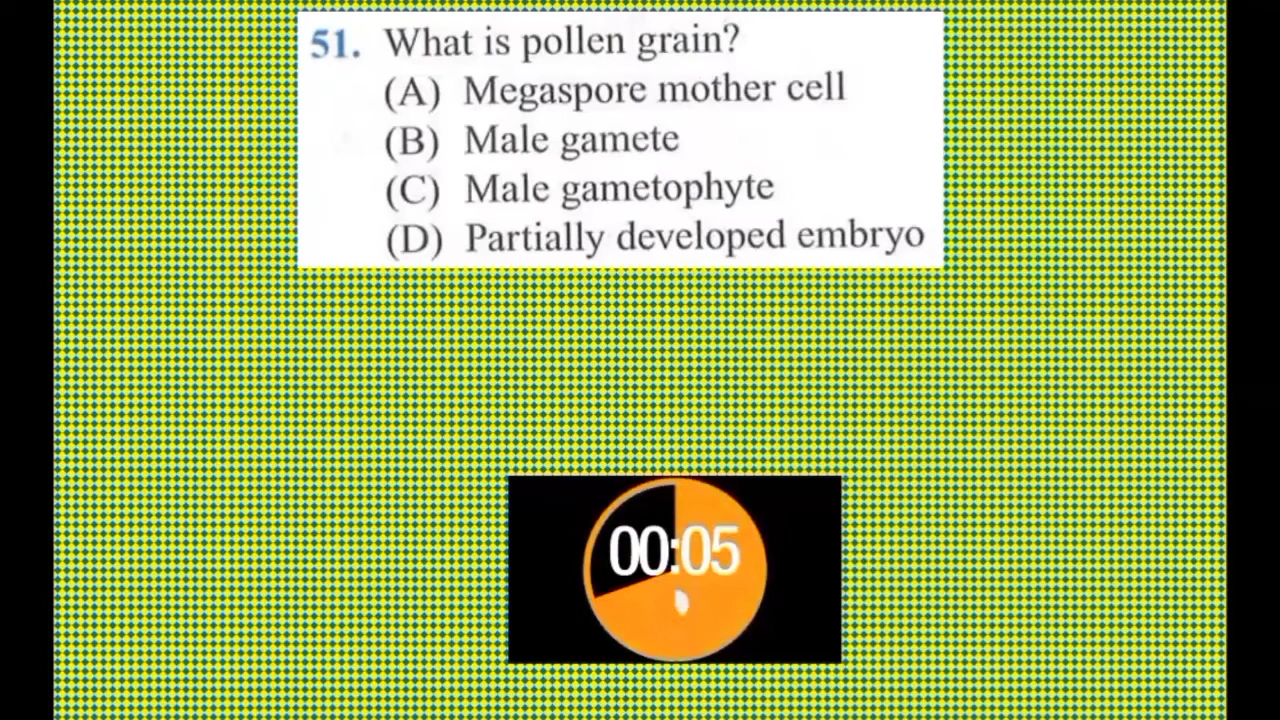 51. What is pollen grain?
(A) Megaspore mother cell
(B) Male gamete
(C) Male gametophyte
(D) Partially developed embryo
00:05